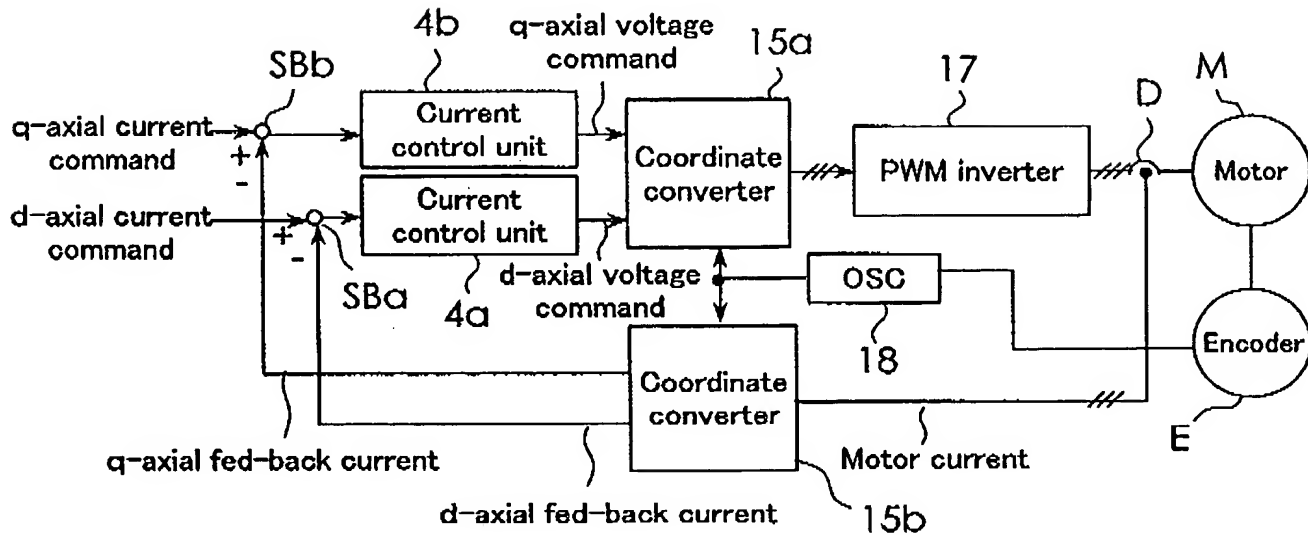 4b
q-axial voltage
command
15a
SBb
17
M
D
q-axial current
command
+
-
Current
control unit
Coordinate
converter
PWM inverter
Motor
d-axial current
command
+
-
Current
control unit
SBa
4a
d-axial voltage
command
OSC
18
Encoder
E
Coordinate
converter
q-axial fed-back current
Motor current
d-axial fed-back current
15b